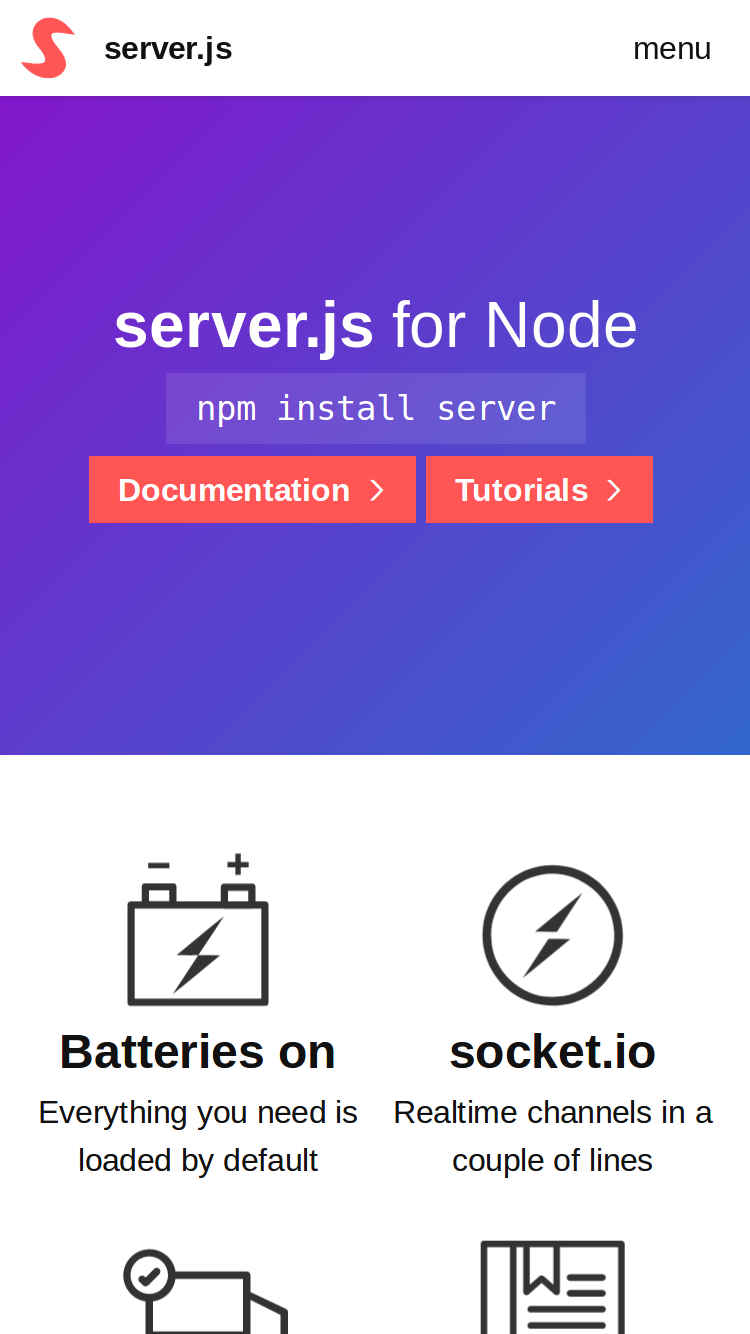 server.js
menu
server.js for Node
npm install server
Documentation
Tutorials
Batteries on
Everything you need is
loaded by default
socket.io
Realtime channels in a
couple of lines